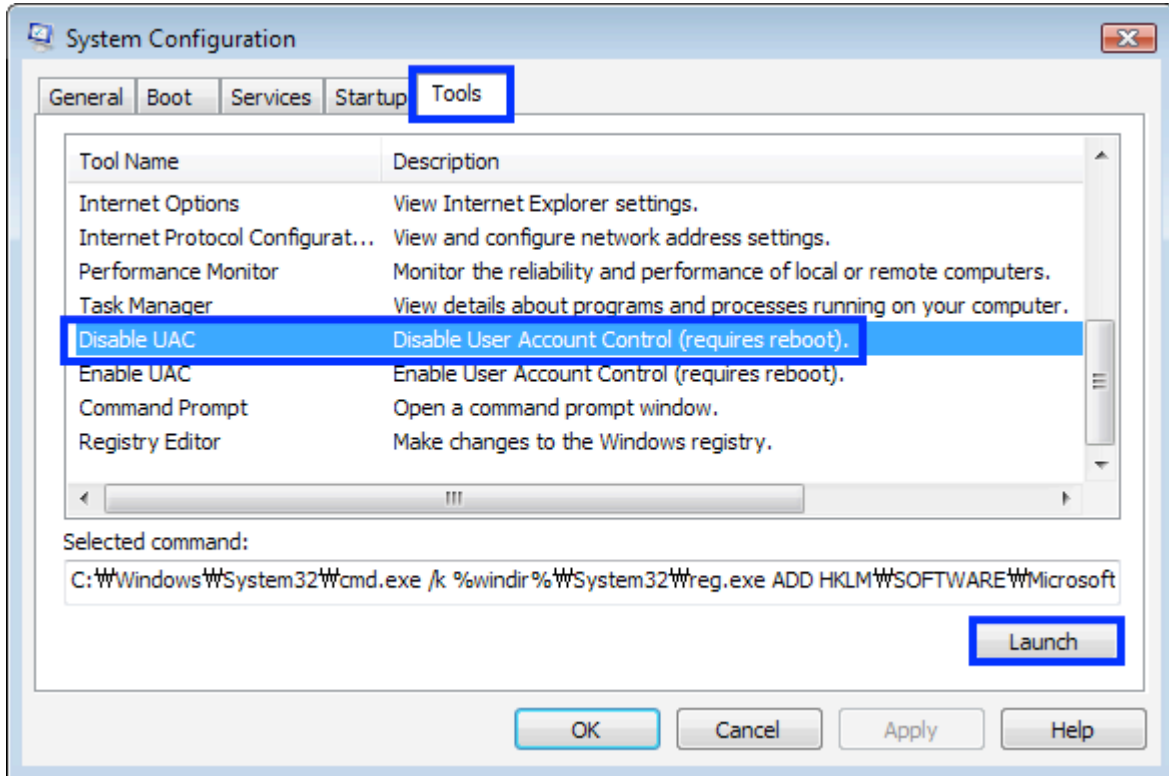 System Configuration
General Boot Services Startup Tools
Tool Name Description
Internet Options View Internet Explorer settings.
Internet Protocol Configurat... View and configure network address settings.
Performance Monitor Monitor the reliability and performance of local or remote computers.
Task Manager View details about programs and processes running on your computer.
Disable UAC Disable User Account Control (requires reboot).
Enable UAC Enable User Account Control (requires reboot).
Command Prompt Open a command prompt window.
Registry Editor Make changes to the Windows registry.
Selected command:
C:₩Windows₩System32₩cmd.exe /k %windir%₩System32₩reg.exe ADD HKLM₩SOFTWARE₩Microsoft
Launch
OK Cancel Apply Help